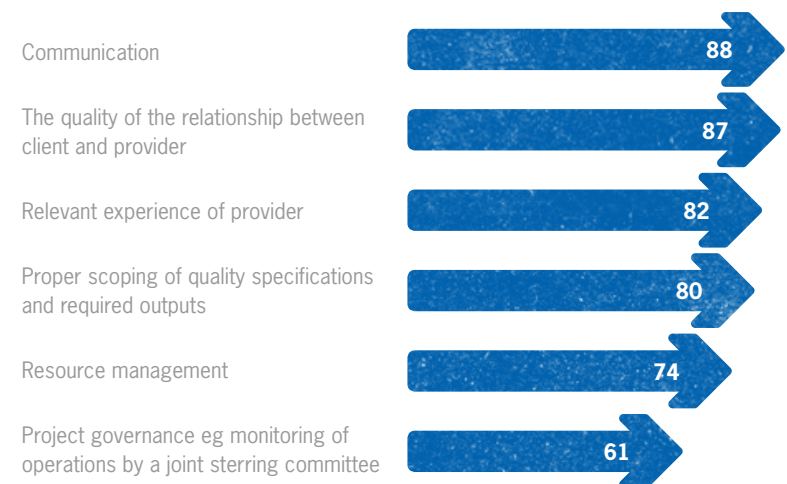 Communication
88
The quality of the relationship between
client and provider
87
Relevant experience of provider
82
Proper scoping of quality specifications
and required outputs
80
Resource management
74
Project governance eg monitoring of
operations by a joint sterring committee
61